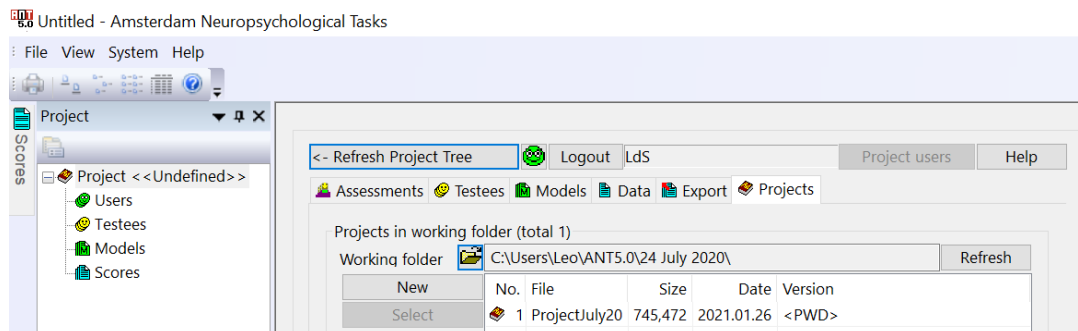 ANT 5.0 Untitled - Amsterdam Neuropsychological Tasks
File View System Help
Project
Scores
<- Refresh Project Tree Logout LdS Project users Help
Project <<Undefined>>
Users
Testees
Models
Scores
Assessments Testees Models Data Export Projects
Projects in working folder (total 1)
Working folder C:\Users\Leo\ANT5.0\24 July 2020\ Refresh
New No. File Size Date Version
Select 1 ProjectJuly20 745,472 2021.01.26 <PWD>